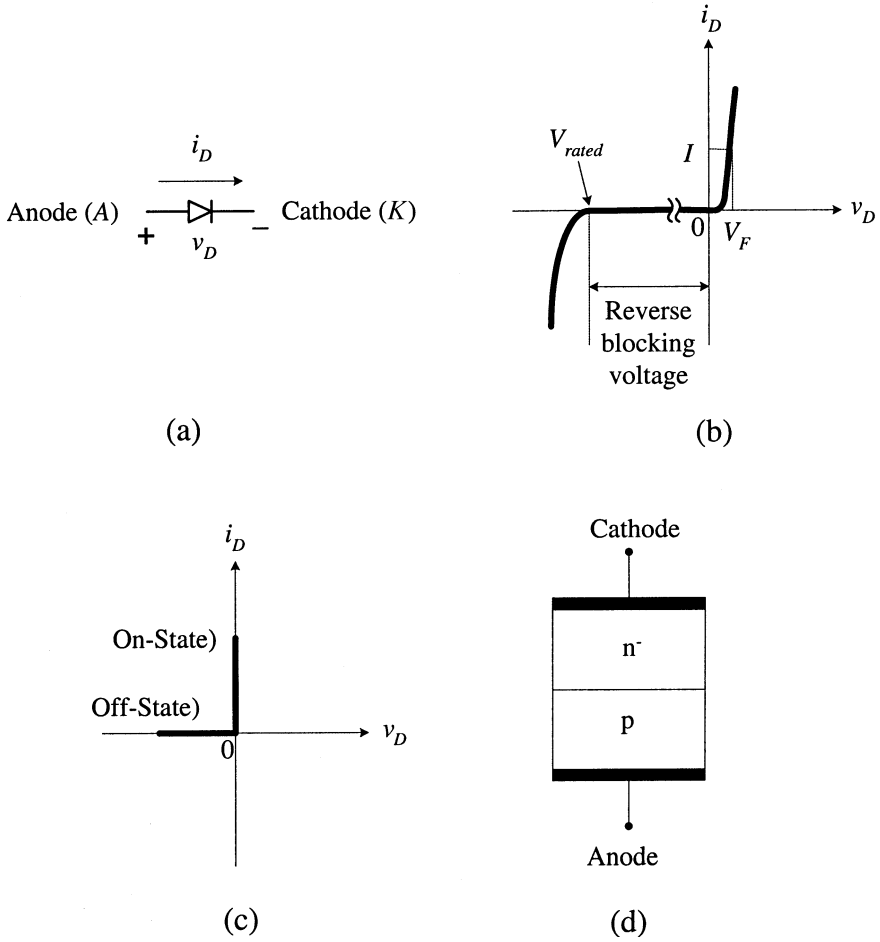 i_D
Anode (A)
+
v_D
−
Cathode (K)
(a)
i_D
V_rated
I
0
V_F
v_D
Reverse
blocking
voltage
(b)
i_D
On-State)
Off-State)
0
v_D
(c)
Cathode
n⁻
p
Anode
(d)